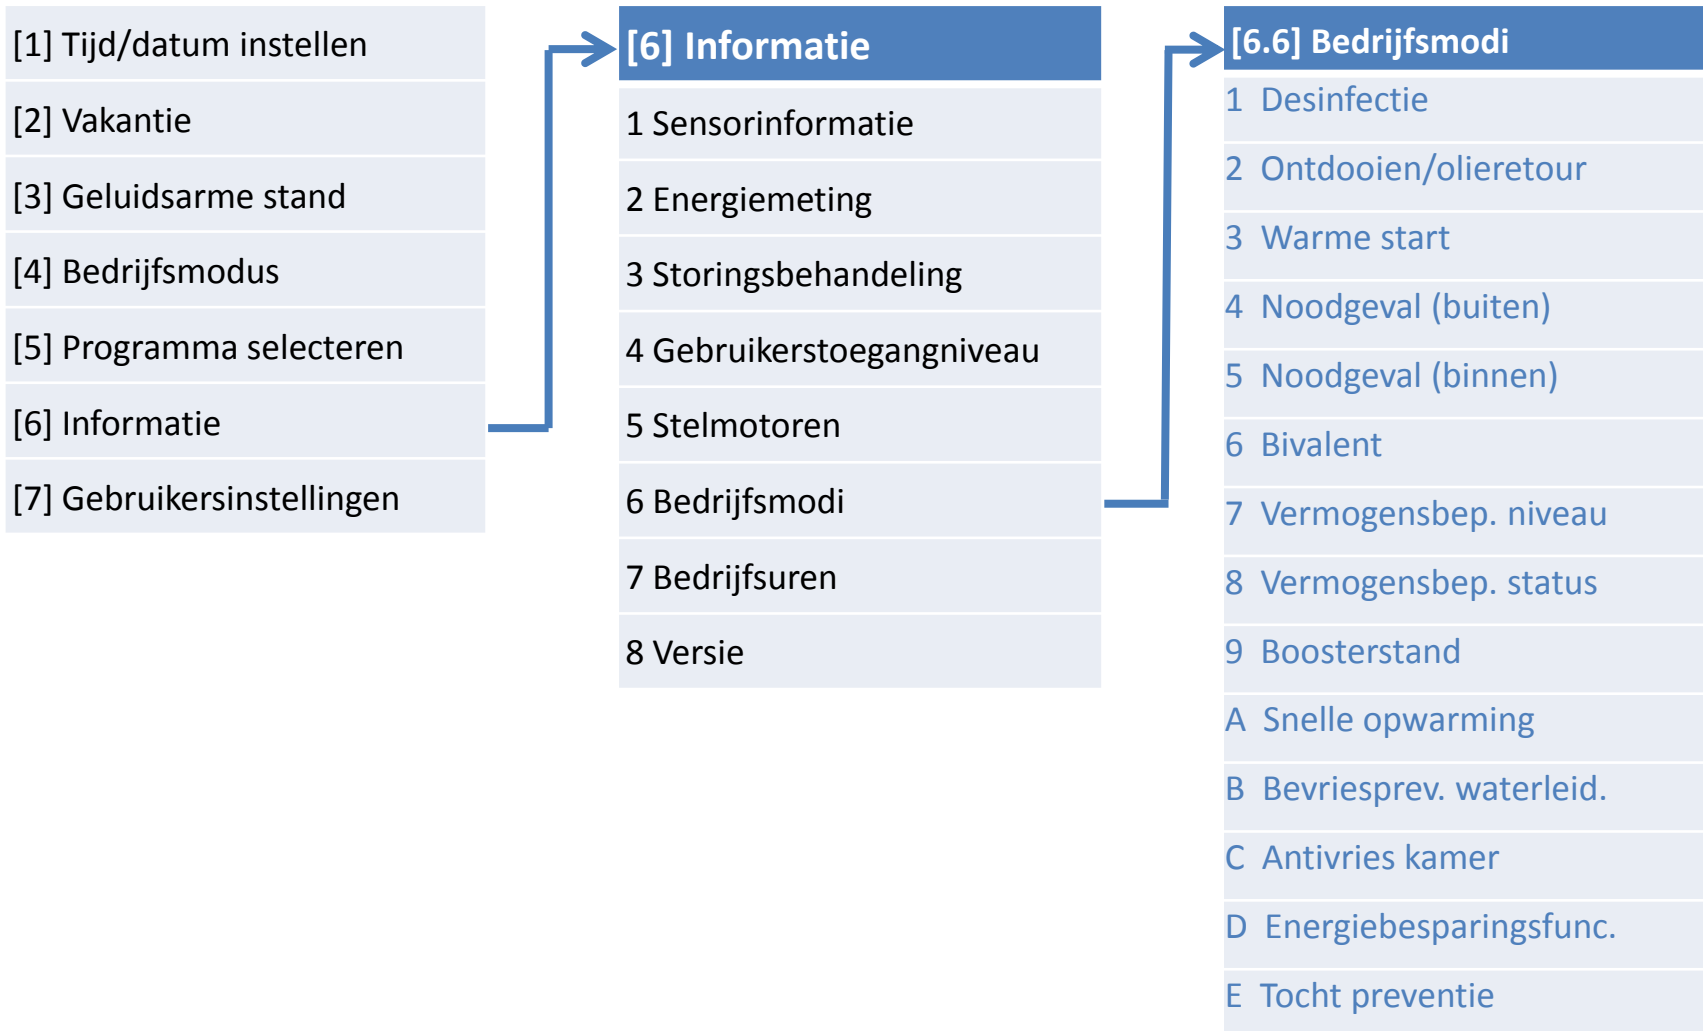 [1] Tijd/datum instellen
[2] Vakantie
[3] Geluidsarme stand
[4] Bedrijfsmodus
[5] Programma selecteren
[6] Informatie
[7] Gebruikersinstellingen
[6] Informatie
1 Sensorinformatie
2 Energiemeting
3 Storingsbehandeling
4 Gebruikerstoegangniveau
5 Stelmotoren
6 Bedrijfsmodi
7 Bedrijfsuren
8 Versie
[6.6] Bedrijfsmodi
1 Desinfectie
2 Ontdooien/olieretour
3 Warme start
4 Noodgeval (buiten)
5 Noodgeval (binnen)
6 Bivalent
7 Vermogensbep. niveau
8 Vermogensbep. status
9 Boosterstand
A Snelle opwarming
B Bevriesprev. waterleid.
C Antivries kamer
D Energiebesparingsfunc.
E Tocht preventie